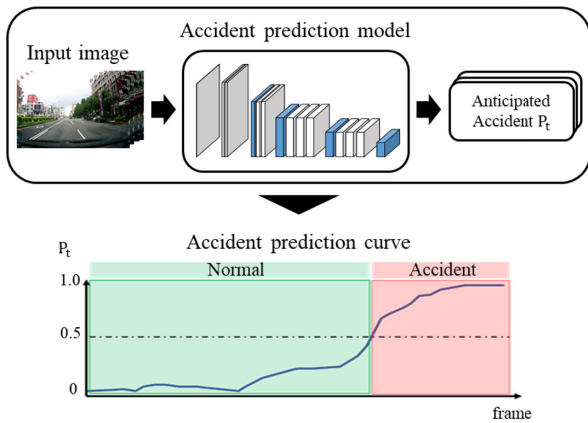 Accident prediction model
Input image
Anticipated
Accident Pt
Accident prediction curve
Pt
Normal
Accident
1.0
0.5
0
frame